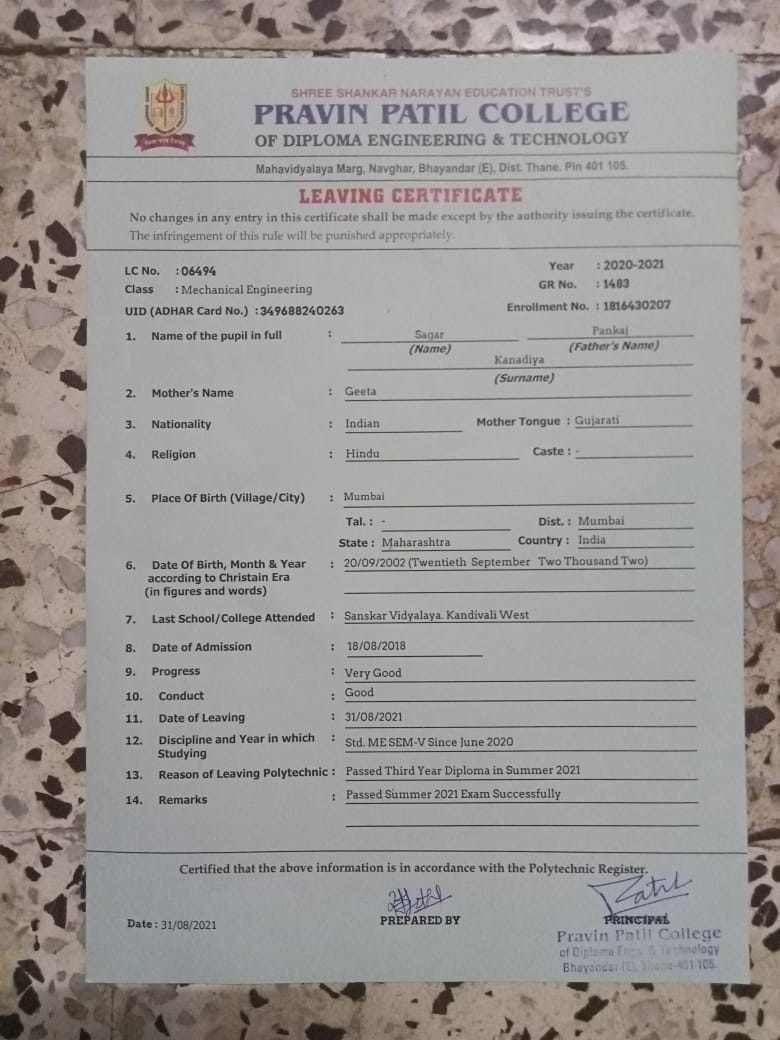 SHREE SHANKAR NARAYAN EDUCATION TRUST'S
PRAVIN PATIL COLLEGE
OF DIPLOMA ENGINEERING & TECHNOLOGY
Mahavidyalaya Marg, Navghar, Bhayandar (E), Dist. Thane. Pin 401 105.
LEAVING CERTIFICATE
No changes in any entry in this certificate shall be made except by the authority issuing the certificate.
The infringement of this rule will be punished appropriately.
LC No. : 06494 Year : 2020-2021
Class : Mechanical Engineering GR No. : 1483
UID (ADHAR Card No.) : 349688240263 Enrollment No. : 1816430207
1. Name of the pupil in full : Sagar Pankaj
(Name) (Father's Name)
Kanadiya
(Surname)
2. Mother's Name : Geeta
3. Nationality : Indian Mother Tongue : Gujarati
4. Religion : Hindu Caste : -
5. Place Of Birth (Village/City) : Mumbai
Tal. : - Dist. : Mumbai
State : Maharashtra Country : India
6. Date Of Birth, Month & Year : 20/09/2002 (Twentieth September Two Thousand Two)
according to Christain Era
(in figures and words)
7. Last School/College Attended : Sanskar Vidyalaya. Kandivali West
8. Date of Admission : 18/08/2018
9. Progress : Very Good
10. Conduct : Good
11. Date of Leaving : 31/08/2021
12. Discipline and Year in which : Std. ME SEM-V Since June 2020
Studying
13. Reason of Leaving Polytechnic : Passed Third Year Diploma in Summer 2021
14. Remarks : Passed Summer 2021 Exam Successfully
Certified that the above information is in accordance with the Polytechnic Register.
Patil
Date : 31/08/2021 PREPARED BY PRINCIPAL
Pravin Patil College
of Diploma Engg. & Technology
Bhayandar (E), Thane-401 105.